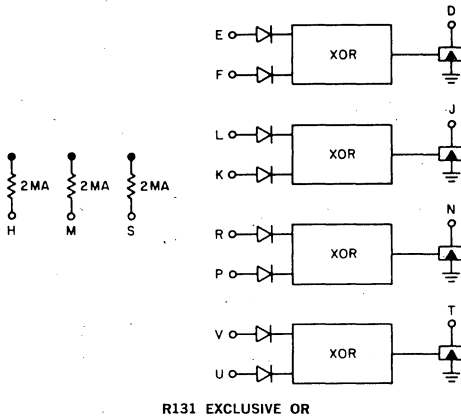 D
E
XOR
F
J
L
XOR
K
2MA 2MA 2MA
H M S
N
R
XOR
P
T
V
XOR
U
R131 EXCLUSIVE OR